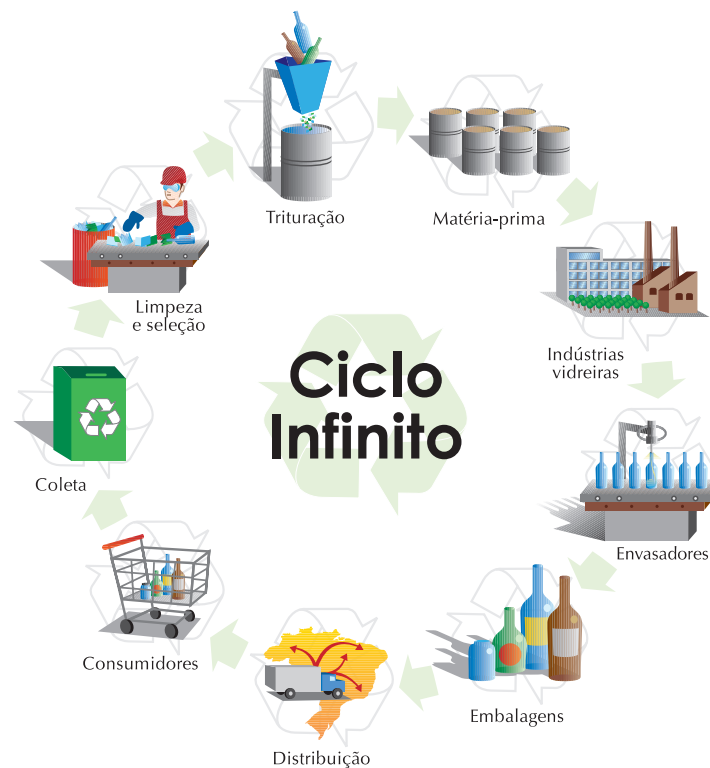 Trituração
Matéria-prima
Limpeza
e seleção
Indústrias
vidreiras
Ciclo
Infinito
Coleta
Envasadores
Consumidores
Embalagens
Distribuição